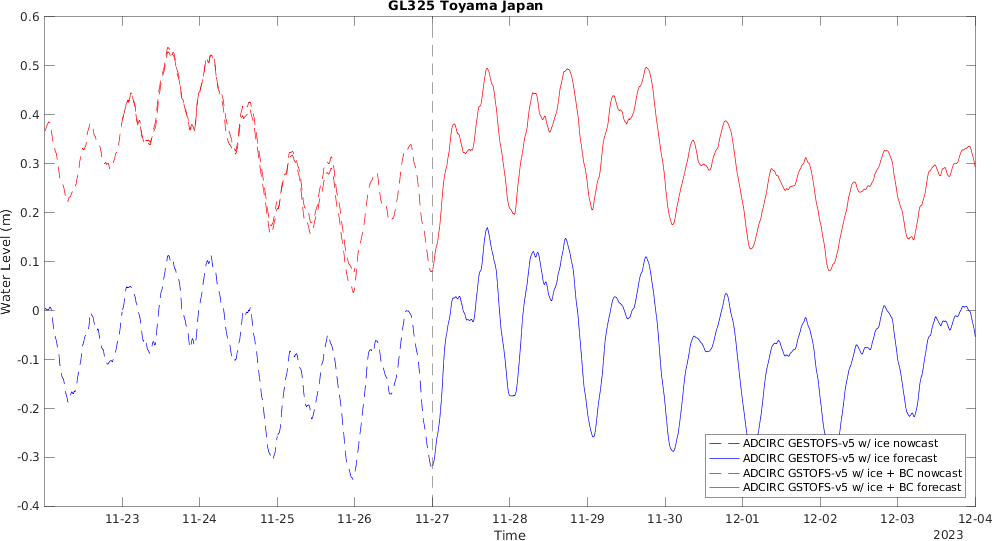 GL325 Toyama Japan
0.6
0.5
0.4
0.3
0.2
0.1
0
-0.1
-0.2
-0.3
-0.4
Water Level (m)
ADCIRC GESTOFS-v5 w/ ice nowcast
ADCIRC GESTOFS-v5 w/ ice forecast
ADCIRC GSTOFS-v5 w/ ice + BC nowcast
ADCIRC GSTOFS-v5 w/ ice + BC forecast
11-23 11-24 11-25 11-26 11-27 11-28 11-29 11-30 12-01 12-02 12-03 12-04
Time
2023